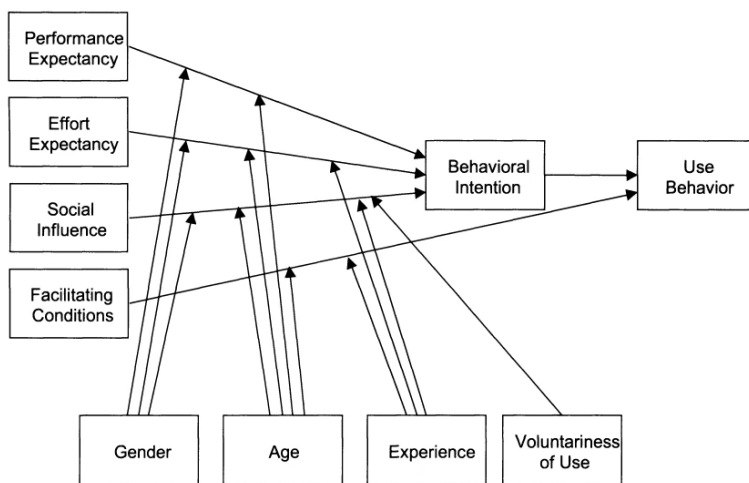 Performance
Expectancy
Effort
Expectancy
Social
Influence
Facilitating
Conditions
Behavioral
Intention
Use
Behavior
Gender
Age
Experience
Voluntariness
of Use